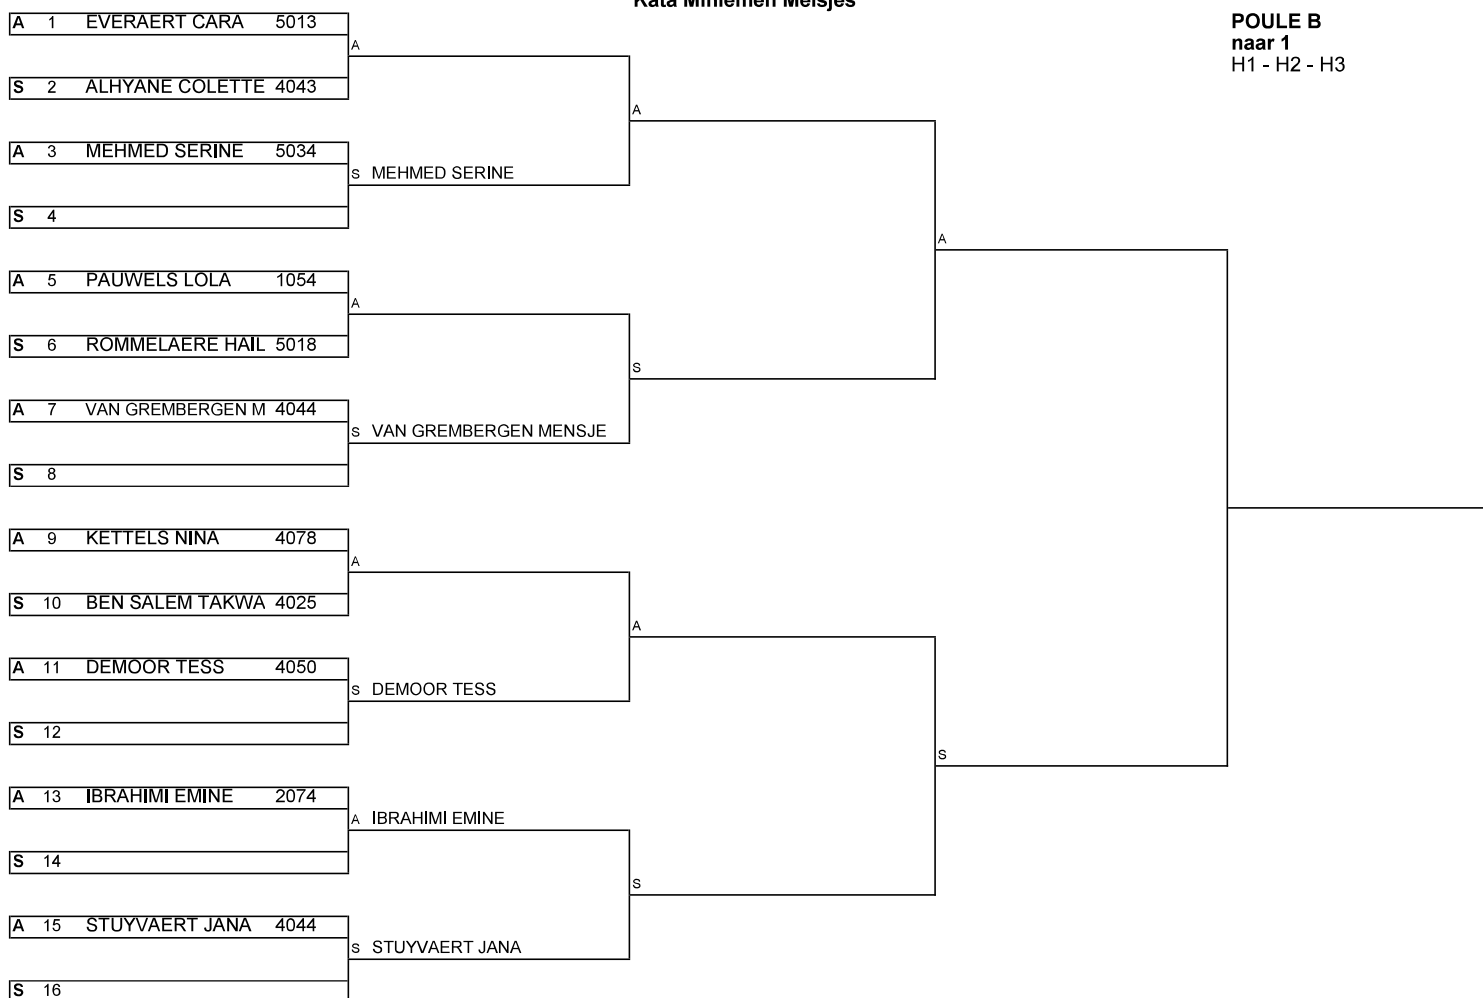 Kata Miniemen Meisjes
POULE B
naar 1
H1 - H2 - H3
A 1 EVERAERT CARA 5013
A
S 2 ALHYANE COLETTE 4043
A
A 3 MEHMED SERINE 5034
S MEHMED SERINE
S 4
A
A 5 PAUWELS LOLA 1054
A
S 6 ROMMELAERE HAIL 5018
S
A 7 VAN GREMBERGEN M 4044
S VAN GREMBERGEN MENSJE
S 8
A 9 KETTELS NINA 4078
A
S 10 BEN SALEM TAKWA 4025
A
A 11 DEMOOR TESS 4050
S DEMOOR TESS
S 12
S
A 13 IBRAHIMI EMINE 2074
A IBRAHIMI EMINE
S 14
S
A 15 STUYVAERT JANA 4044
S STUYVAERT JANA
S 16